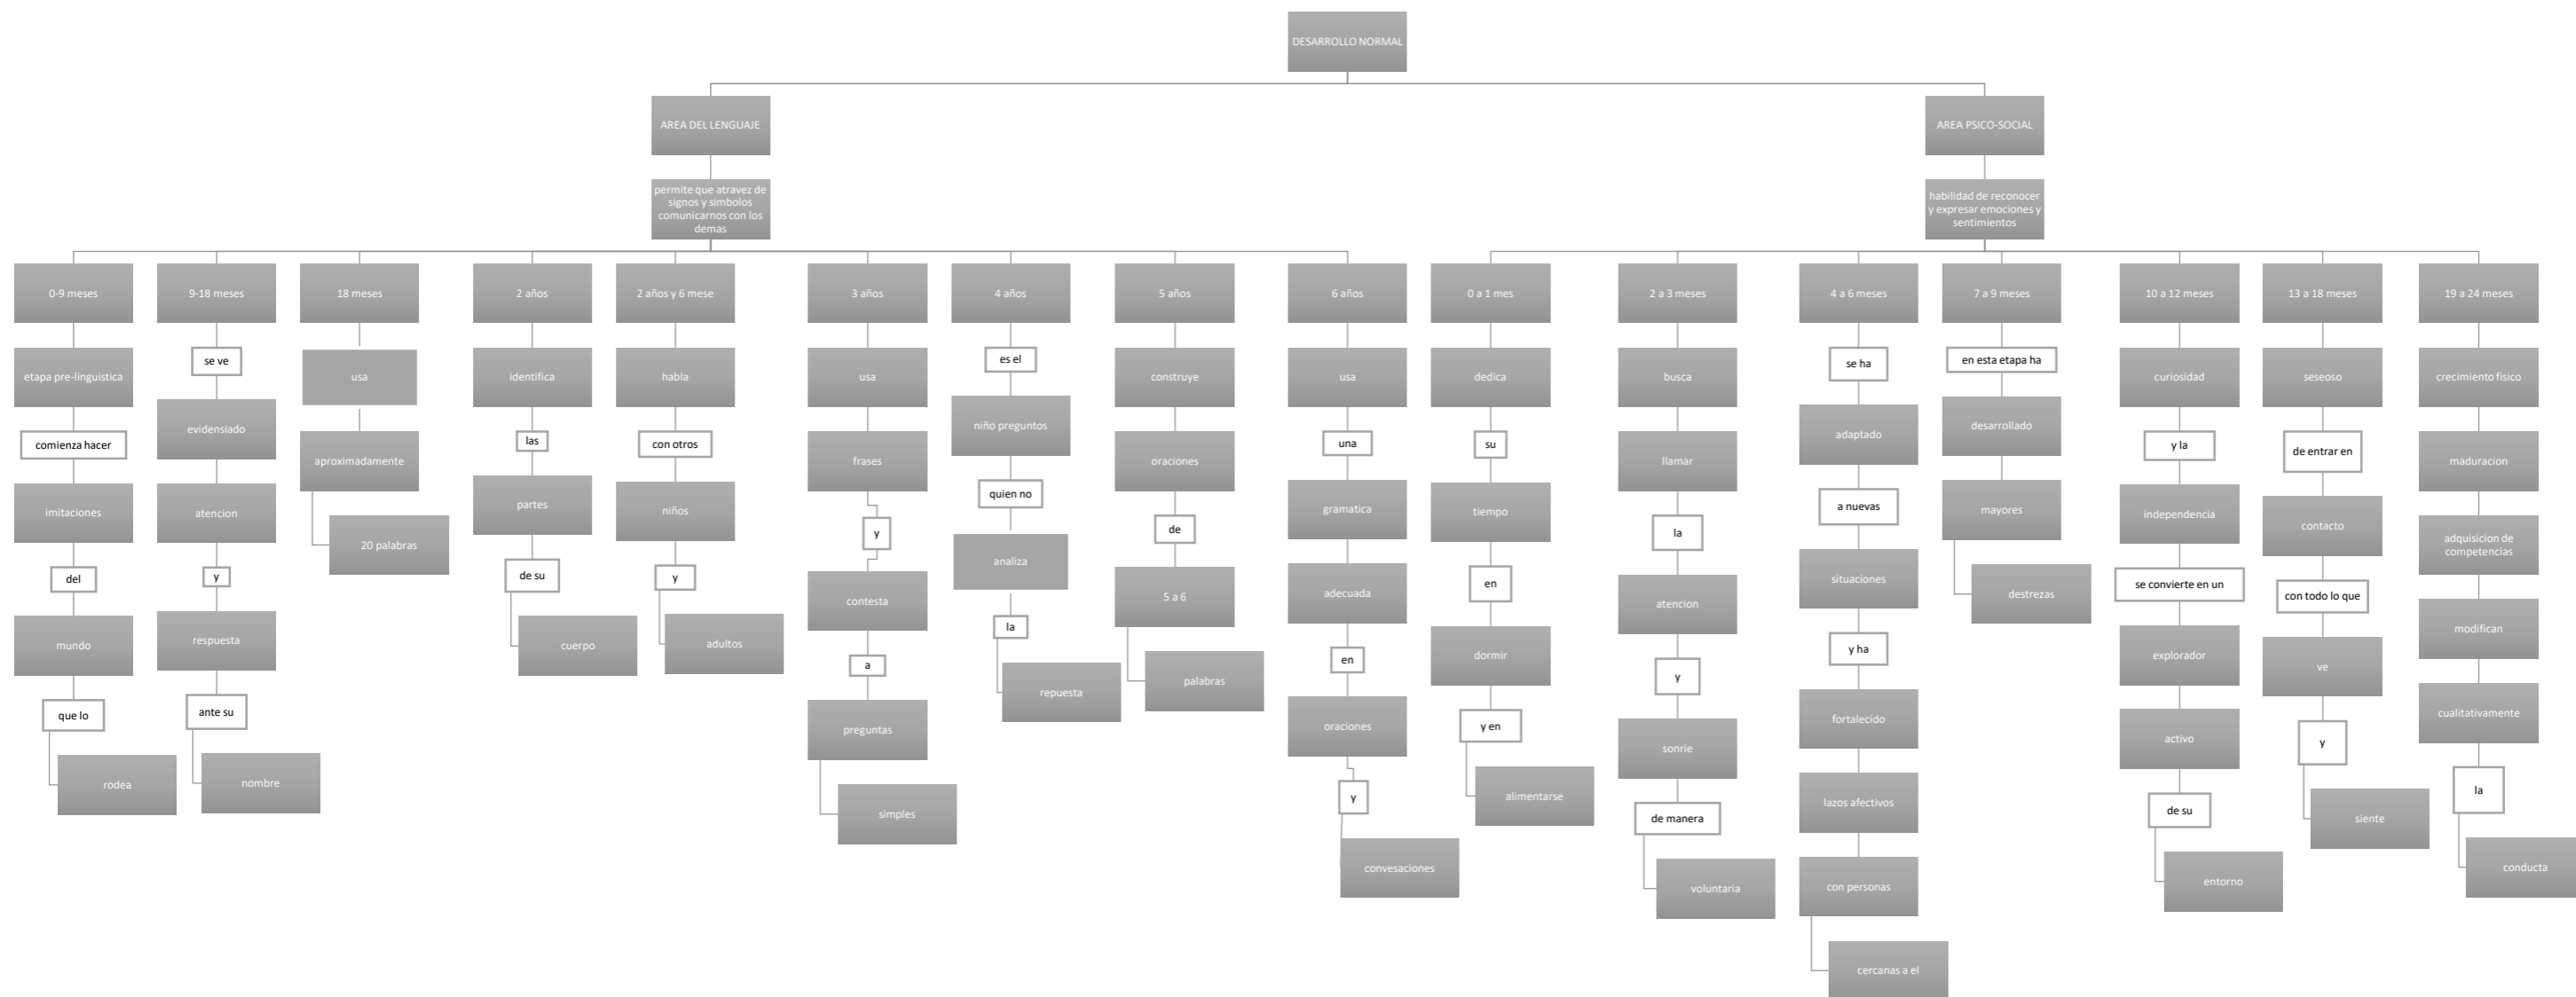 DESARROLLO NORMAL
AREA DEL LENGUAJE
permite que atravez de
signos y simbolos
comunicarnos con los
demas
0-9 meses
etapa pre-linguistica
comienza hacer
imitaciones
del
mundo
que lo
rodea
9-18 meses
se ve
evidensiado
atencion
y
respuesta
ante su
nombre
18 meses
usa
aproximadamente
20 palabras
2 años
identifica
las
partes
de su
cuerpo
2 años y 6 mese
habla
con otros
niños
y
adultos
3 años
usa
frases
y
contesta
a
preguntas
simples
4 años
es el
niño preguntos
quien no
analiza
la
repuesta
5 años
construye
oraciones
de
5 a 6
palabras
6 años
usa
una
gramatica
adecuada
en
oraciones
y
convesaciones
AREA PSICO-SOCIAL
habilidad de reconocer
y expresar emociones y
sentimientos
0 a 1 mes
dedica
su
tiempo
en
dormir
y en
alimentarse
2 a 3 meses
busca
llamar
la
atencion
y
sonrie
de manera
voluntaria
4 a 6 meses
se ha
adaptado
a nuevas
situaciones
y ha
fortalecido
lazos afectivos
con personas
cercanas a el
7 a 9 meses
en esta etapa ha
desarrollado
mayores
destrezas
10 a 12 meses
curiosidad
y la
independencia
se convierte en un
explorador
activo
de su
entorno
13 a 18 meses
seseoso
de entrar en
contacto
con todo lo que
ve
y
siente
19 a 24 meses
crecimiento físico
maduracion
adquisicion de
competencias
modifican
cualitativamente
la
conducta